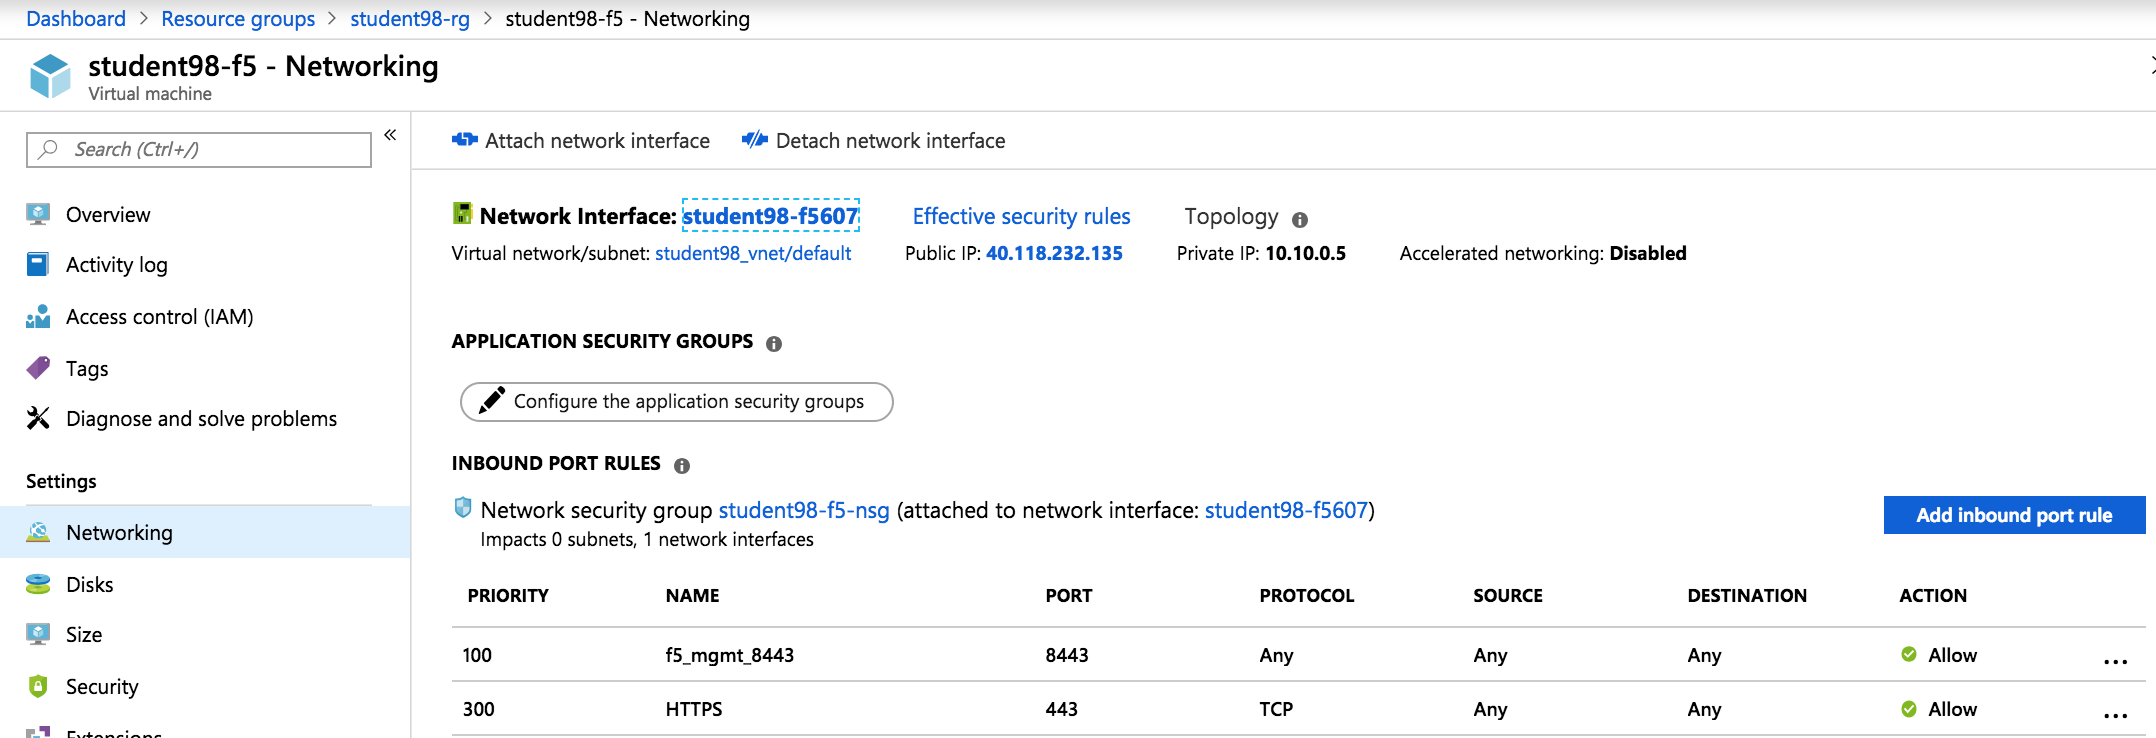 Dashboard > Resource groups > student98-rg > student98-f5 - Networking
student98-f5 - Networking
Virtual machine
Search (Ctrl+/)
«
Overview
Activity log
Access control (IAM)
Tags
Diagnose and solve problems
Settings
Networking
Disks
Size
Security
Extensions
Attach network interface Detach network interface
Network Interface: student98-f5607 Effective security rules Topology
Virtual network/subnet: student98_vnet/default Public IP: 40.118.232.135 Private IP: 10.10.0.5 Accelerated networking: Disabled
APPLICATION SECURITY GROUPS
Configure the application security groups
INBOUND PORT RULES
Network security group student98-f5-nsg (attached to network interface: student98-f5607)
Impacts 0 subnets, 1 network interfaces
Add inbound port rule
PRIORITY NAME PORT PROTOCOL SOURCE DESTINATION ACTION
100 f5_mgmt_8443 8443 Any Any Any Allow ...
300 HTTPS 443 TCP Any Any Allow ...